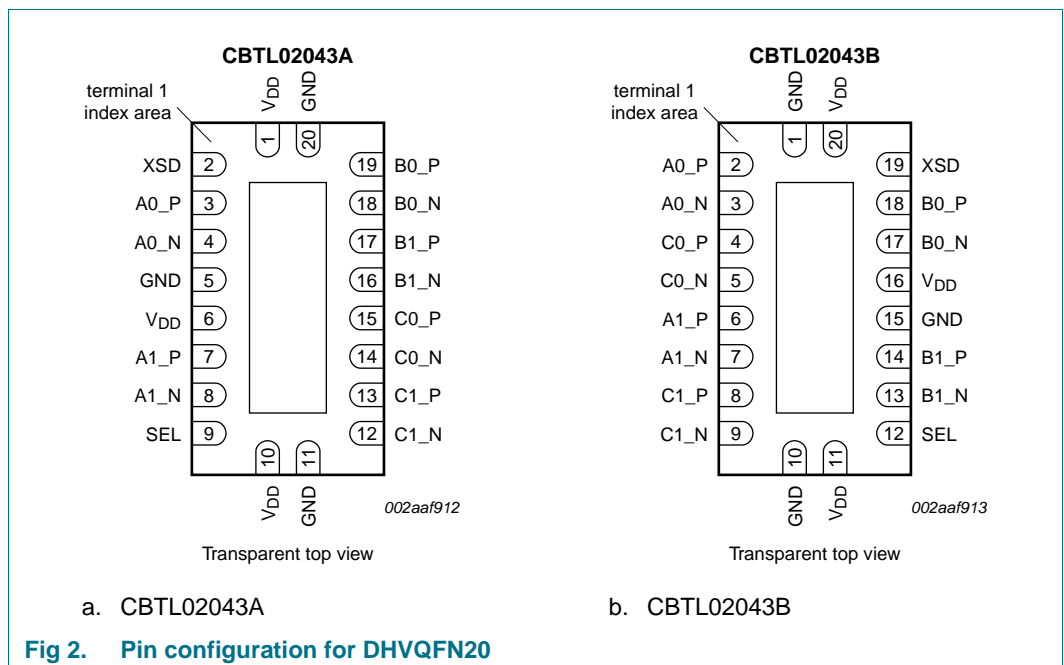 CBTL02043A
terminal 1
index area
VDD
GND
1
20
XSD 2
19 B0_P
A0_P 3
18 B0_N
A0_N 4
17 B1_P
GND 5
16 B1_N
VDD 6
15 C0_P
A1_P 7
14 C0_N
A1_N 8
13 C1_P
SEL 9
12 C1_N
10
11
VDD
GND
002aaf912
Transparent top view
a. CBTL02043A
CBTL02043B
terminal 1
index area
GND
VDD
1
20
A0_P 2
19 XSD
A0_N 3
18 B0_P
C0_P 4
17 B0_N
C0_N 5
16 VDD
A1_P 6
15 GND
A1_N 7
14 B1_P
C1_P 8
13 B1_N
C1_N 9
12 SEL
10
11
GND
VDD
002aaf913
Transparent top view
b. CBTL02043B
Fig 2. Pin configuration for DHVQFN20